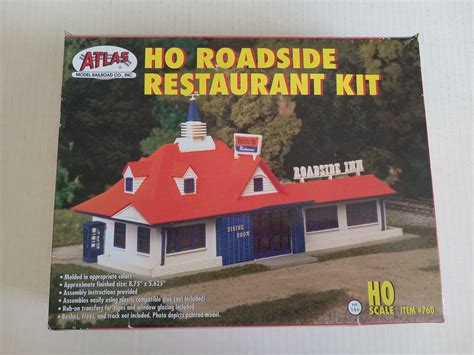 ATLAS
MODEL RAILROAD CO., INC.
HO ROADSIDE
RESTAURANT KIT
ROADSIDE INN
DINING
ROOM
• Molded in appropriate colors
• Approximate finished size: 8.75" x 5.625"
• Assembly instructions provided
• Assembles easily using plastic compatible glue (not included)
• Rub-on transfers for signs and window glazing included
• Bushes, trees, and track not included. Photo depicts painted model.
14+
HO
SCALE ITEM #760